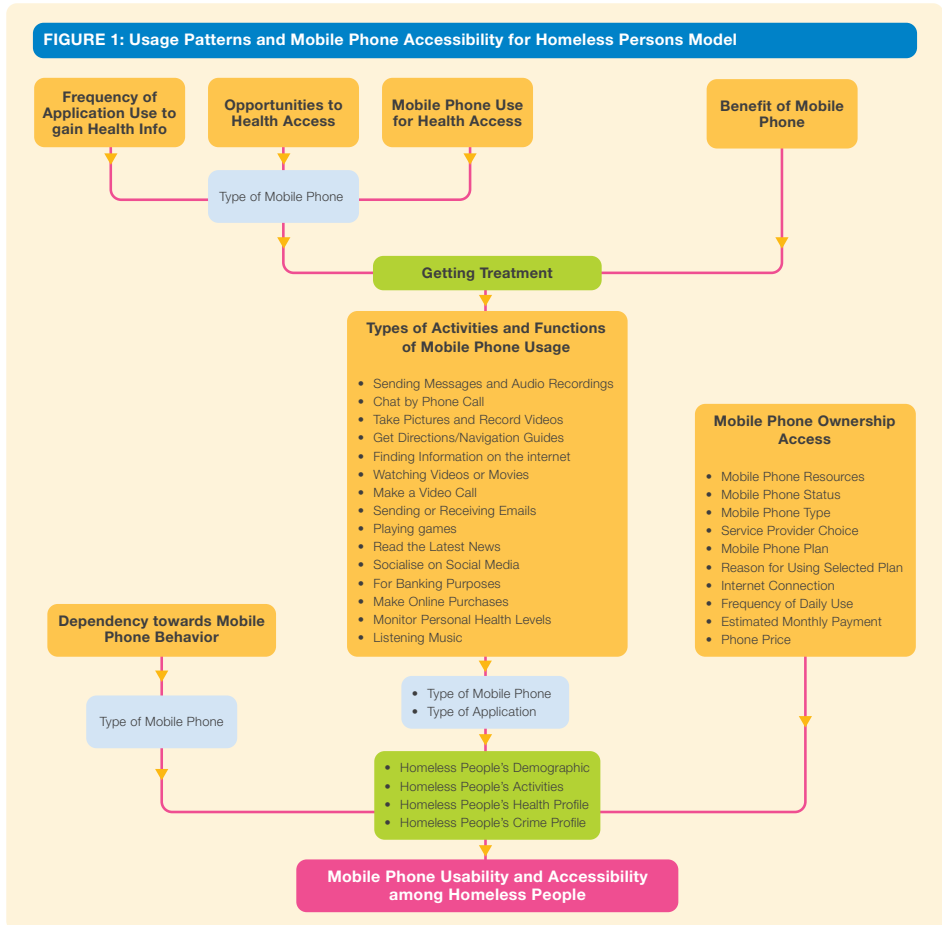 FIGURE 1: Usage Patterns and Mobile Phone Accessibility for Homeless Persons Model
Frequency of
Application Use to
gain Health Info
Opportunities to
Health Access
Mobile Phone Use
for Health Access
Benefit of Mobile
Phone
Type of Mobile Phone
Getting Treatment
Types of Activities and Functions
of Mobile Phone Usage
• Sending Messages and Audio Recordings
• Chat by Phone Call
• Take Pictures and Record Videos
• Get Directions/Navigation Guides
• Finding Information on the internet
• Watching Videos or Movies
• Make a Video Call
• Sending or Receiving Emails
• Playing games
• Read the Latest News
• Socialise on Social Media
• For Banking Purposes
• Make Online Purchases
• Monitor Personal Health Levels
• Listening Music
Mobile Phone Ownership
Access
• Mobile Phone Resources
• Mobile Phone Status
• Mobile Phone Type
• Service Provider Choice
• Mobile Phone Plan
• Reason for Using Selected Plan
• Internet Connection
• Frequency of Daily Use
• Estimated Monthly Payment
• Phone Price
Dependency towards Mobile
Phone Behavior
Type of Mobile Phone
• Type of Mobile Phone
• Type of Application
• Homeless People's Demographic
• Homeless People's Activities
• Homeless People's Health Profile
• Homeless People's Crime Profile
Mobile Phone Usability and Accessibility
among Homeless People